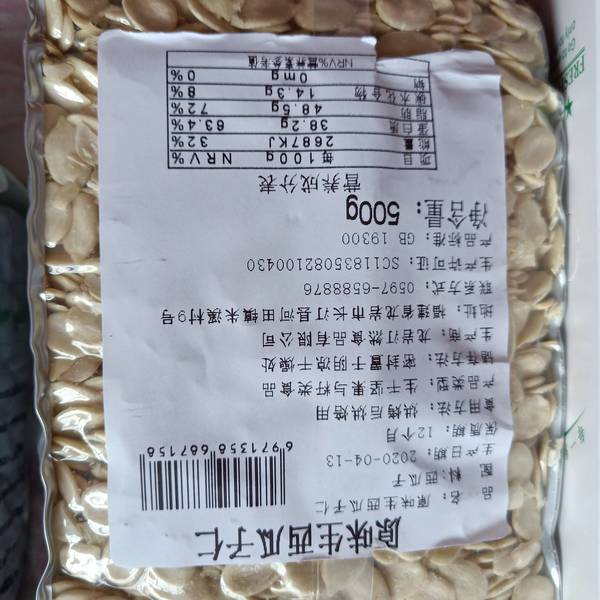 原味生西瓜子仁
品 名：原味生西瓜子仁
配 料：西瓜子
生产日期：2020-04-13
保质期：12个月
食用方法：烘烤后烘焙用
产品类型：生干坚果与籽类食品
储存方法：密封置于阴凉干燥处
生产商：龙岩汀然食品有限公司
地址：福建省龙岩市长汀县河田镇朱溪村9号
联系方式：0597-6588876
生产许可证：SC11835082100430
产品标准：GB 19300
净含量：500g
6 971358 687158
营养成分表
项目 每100g NRV%
能量 2687KJ 32%
蛋白质 38.2g 63.4%
脂肪 48.5g 72%
碳水化合物 14.3g 8%
钠 0mg 0%
NRV%营养素参考值
FRES